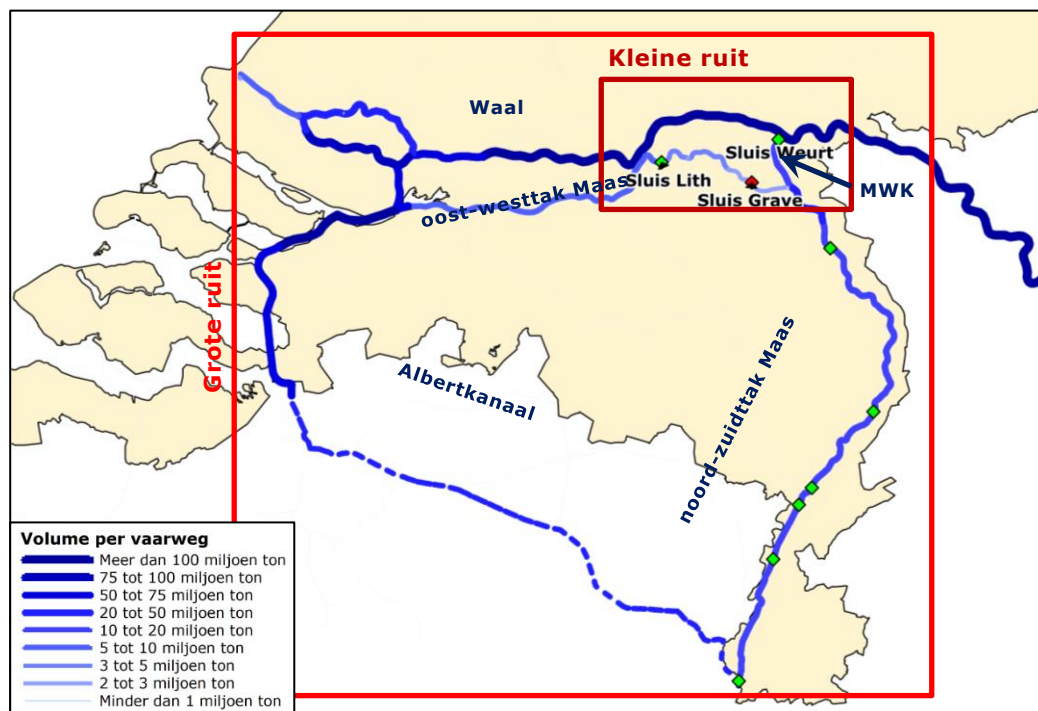 Kleine ruit
Waal
Sluis Weurt
Sluis Lith
MWK
Sluis Grave
oost-westtak Maas
Grote ruit
Albertkanaal
noord-zuidttak Maas
Volume per vaarweg
Meer dan 100 miljoen ton
75 tot 100 miljoen ton
50 tot 75 miljoen ton
20 tot 50 miljoen ton
10 tot 20 miljoen ton
5 tot 10 miljoen ton
3 tot 5 miljoen ton
2 tot 3 miljoen ton
Minder dan 1 miljoen ton